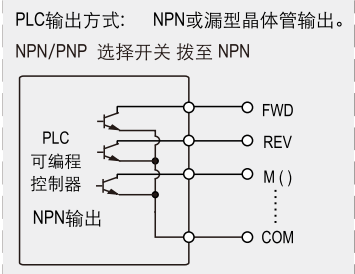 PLC输出方式: NPN或漏型晶体管输出。
NPN/PNP 选择开关 拨至 NPN
FWD
PLC
REV
可编程
控制器
M ( )
NPN输出
COM